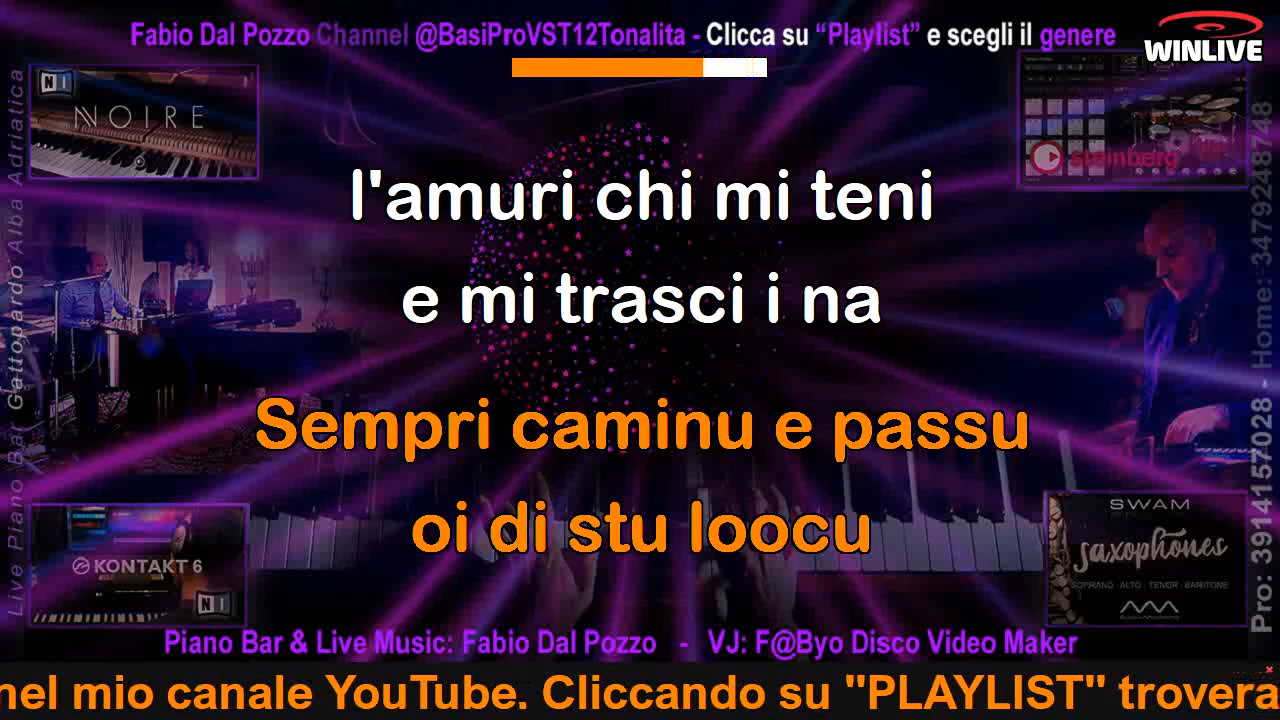 Fabio Dal Pozzo Channel @BasiProVST12Tonalita - Clicca su “Playlist” e scegli il genere
WINLIVE
NOIRE
NI
steinberg
l'amuri chi mi teni
e mi trasci i na
Sempri caminu e passu
oi di stu loocu
Live Piano Bar Gattopardo Alba Adriatica
Pro: 3914157028 - Home: 3479248748
KONTAKT 6
NI
SWAM
saxophones
SOPRANO · ALTO · TENOR · BARITONE
Piano Bar & Live Music: Fabio Dal Pozzo - VJ: F@Byo Disco Video Maker
nel mio canale YouTube. Cliccando su "PLAYLIST" trovera